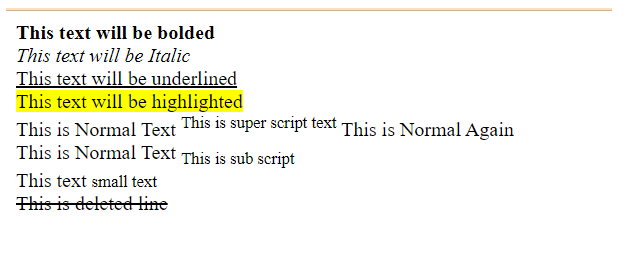 This text will be bolded
This text will be Italic
This text will be underlined
This text will be highlighted
This is Normal Text This is super script text This is Normal Again
This is Normal Text This is sub script
This text small text
This is deleted line